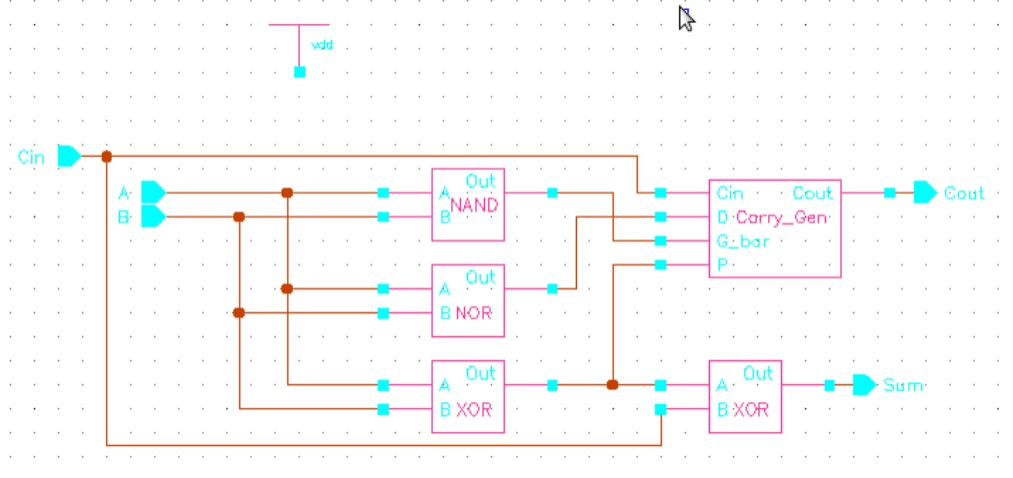 vdd
Cin
A
B
A Out
NAND
B
Cin Cout
D Carry_Gen
G_bar
P
Cout
Out
A
B NOR
Out
A
B XOR
Out
A
B XOR
Sum